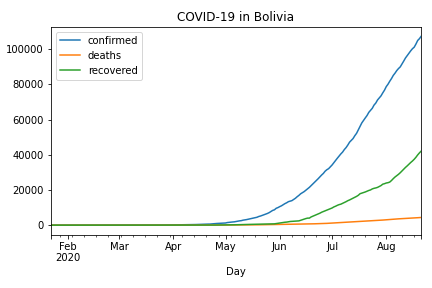 COVID-19 in Bolivia
confirmed
deaths
recovered
100000
80000
60000
40000
20000
0
Feb Mar Apr May Jun Jul Aug
2020
Day